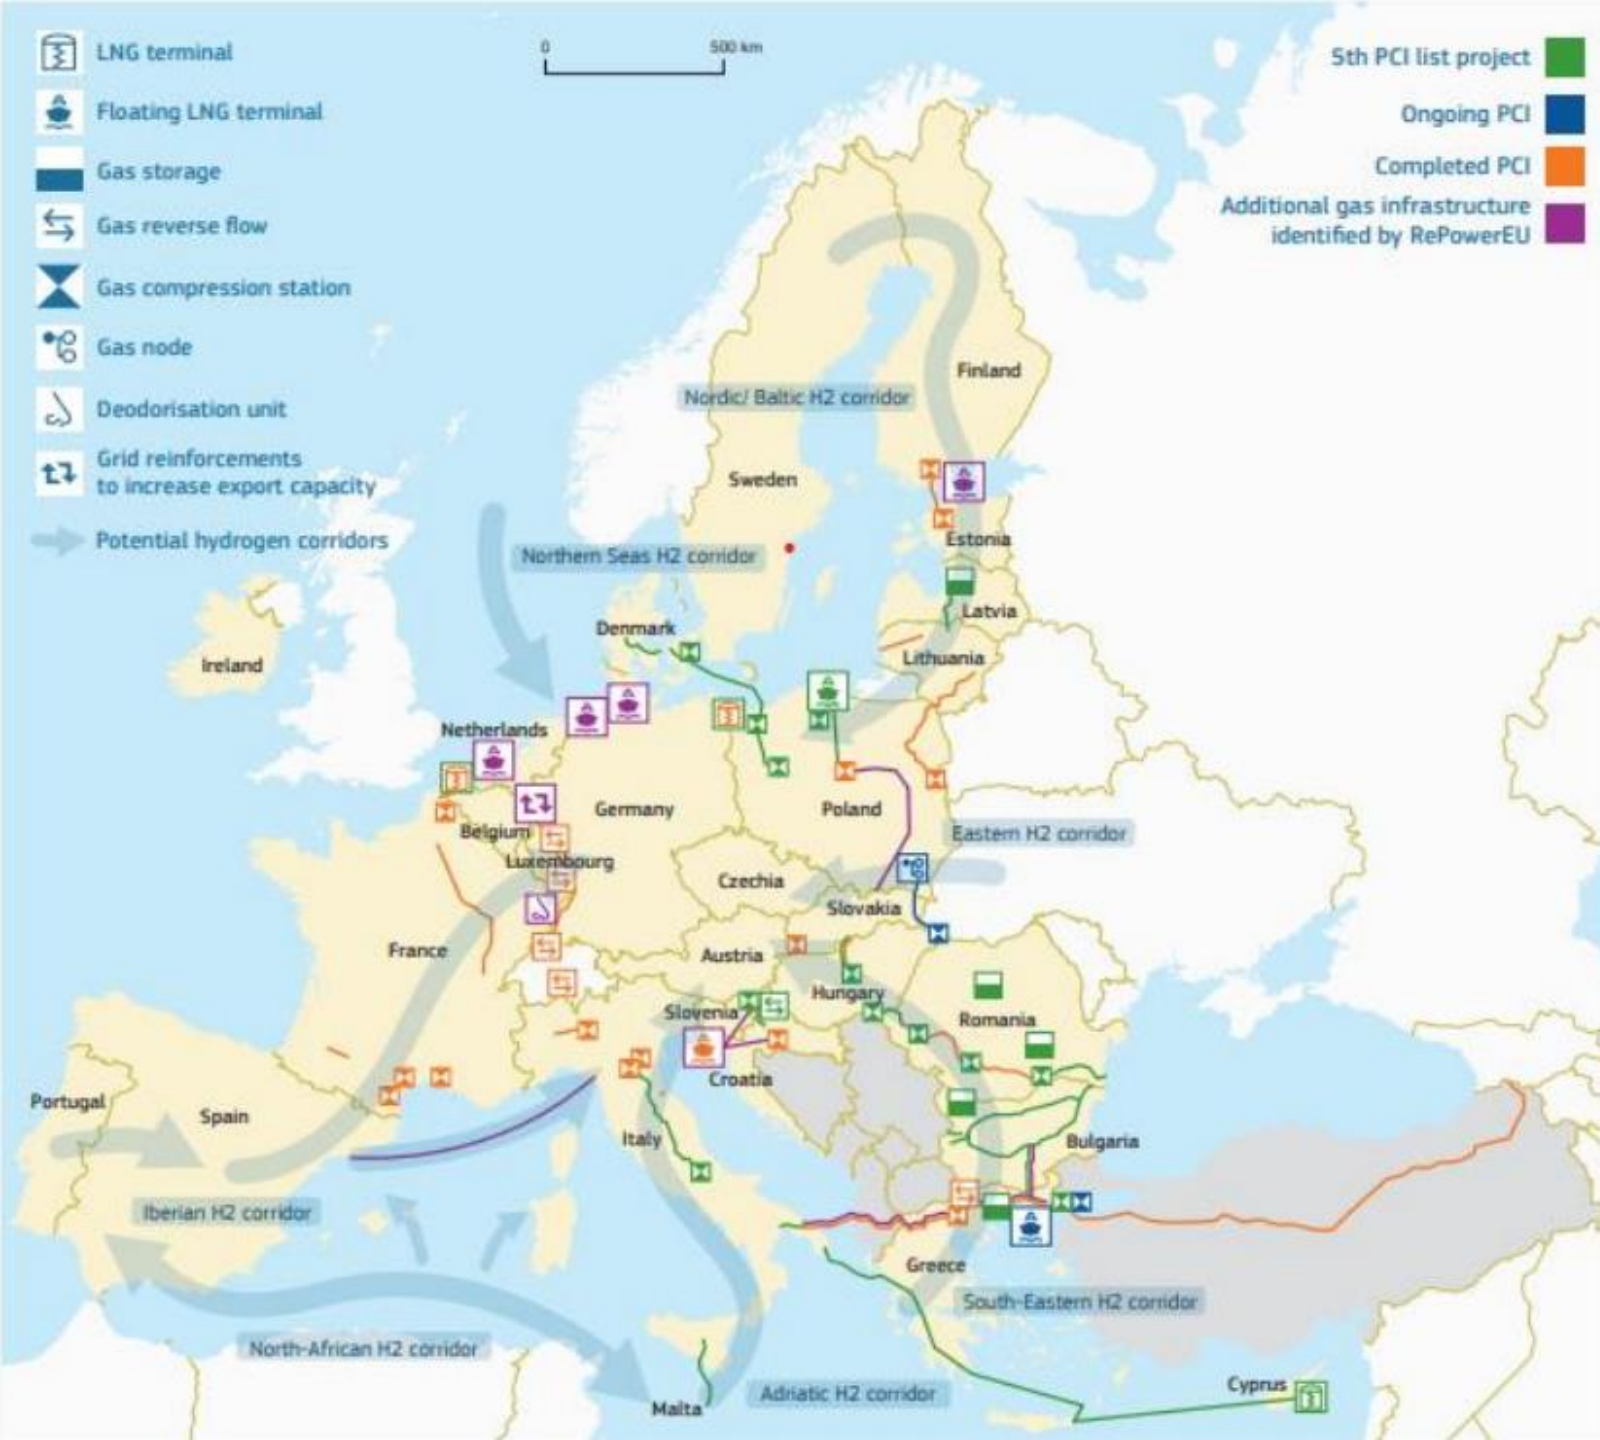 LNG terminal
Floating LNG terminal
Gas storage
Gas reverse flow
Gas compression station
Gas node
Deodorisation unit
Grid reinforcements
to increase export capacity
Potential hydrogen corridors
0 500 km
5th PCI list project
Ongoing PCI
Completed PCI
Additional gas infrastructure
identified by RePowerEU
Finland
Nordic/ Baltic H2 corridor
Sweden
Estonia
Northern Seas H2 corridor
Latvia
Denmark
Lithuania
Ireland
Netherlands
Germany
Poland
Belgium
Eastern H2 corridor
Luxembourg
Czechia
Slovakia
France
Austria
Hungary
Slovenia
Romania
Croatia
Portugal
Spain
Italy
Bulgaria
Iberian H2 corridor
Greece
South-Eastern H2 corridor
North-African H2 corridor
Cyprus
Adriatic H2 corridor
Malta